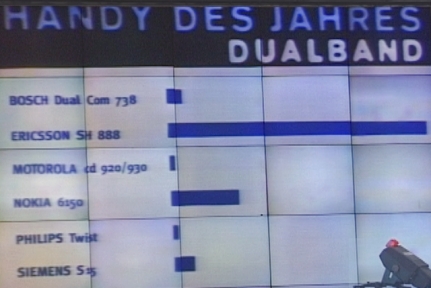 HANDY DES JAHRES
DUALBAND
BOSCH Dual Com 738
ERICSSON SH 888
MOTOROLA cd 920/930
NOKIA 6150
PHILIPS Twist
SIEMENS S15